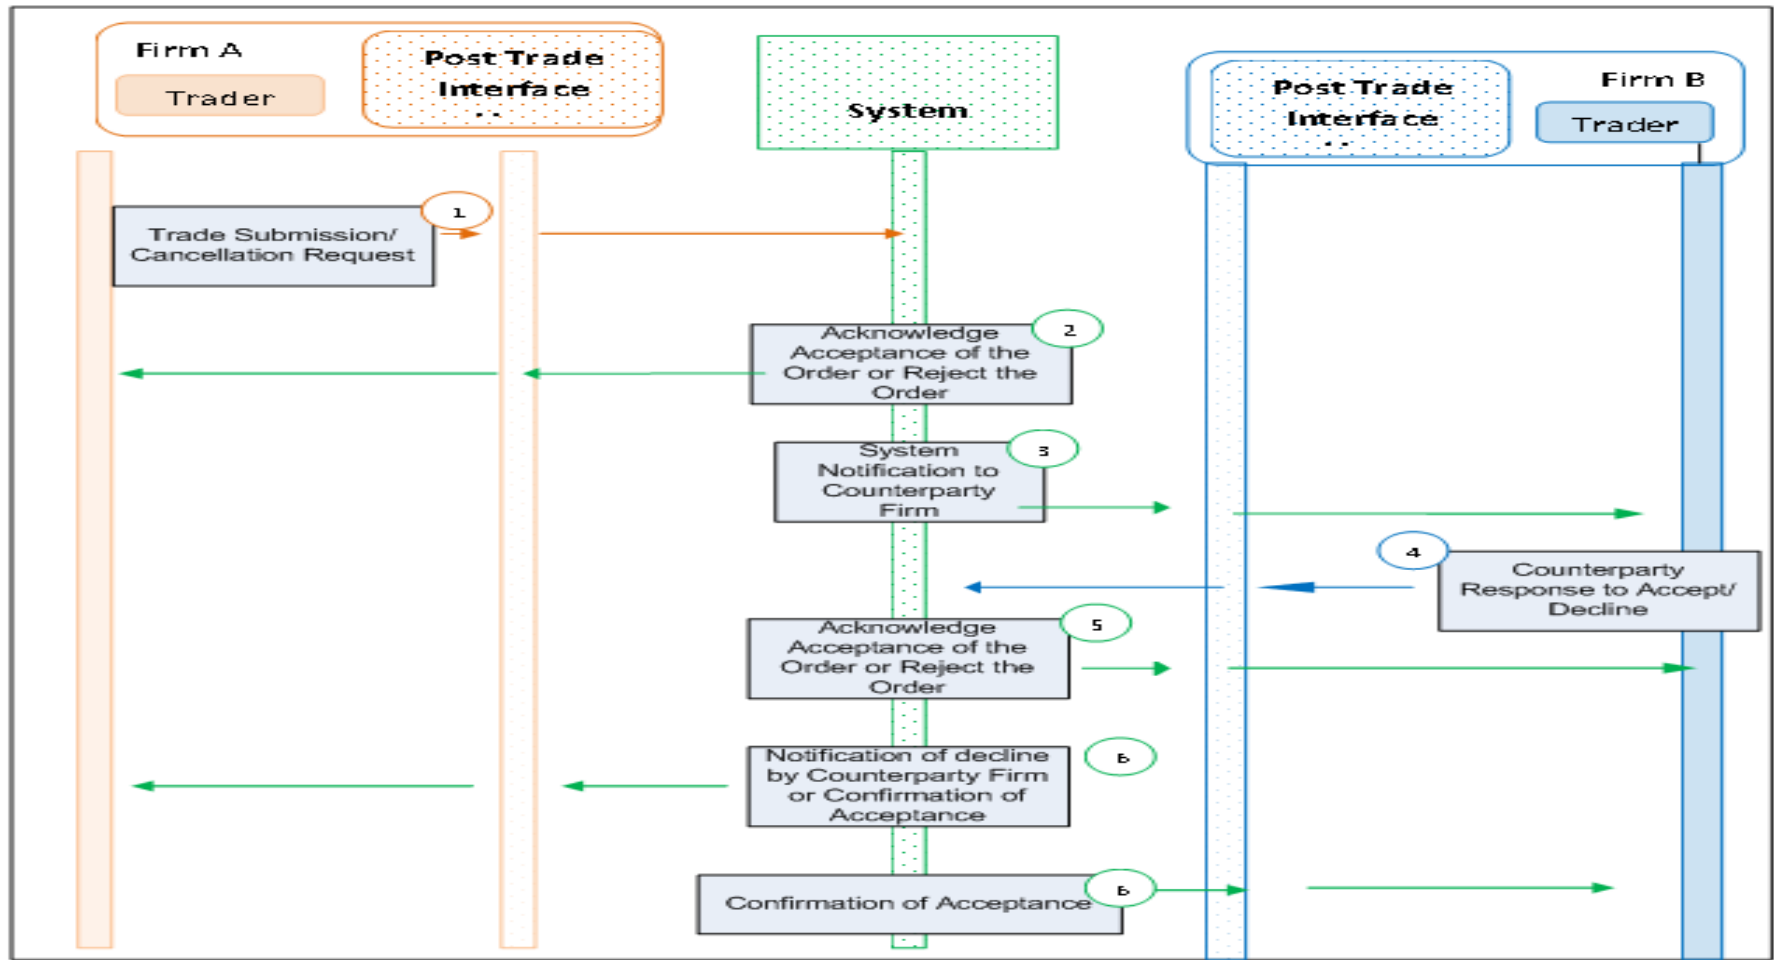 Firm A
Trader
Post Trade
Interface
System
Post Trade
Interface
Firm B
Trader
1
Trade Submission/
Cancellation Request
2
Acknowledge
Acceptance of the
Order or Reject the
Order
3
System
Notification to
Counterparty
Firm
4
Counterparty
Response to Accept/
Decline
5
Acknowledge
Acceptance of the
Order or Reject the
Order
6
Notification of decline
by Counterparty Firm
or Confirmation of
Acceptance
6
Confirmation of Acceptance